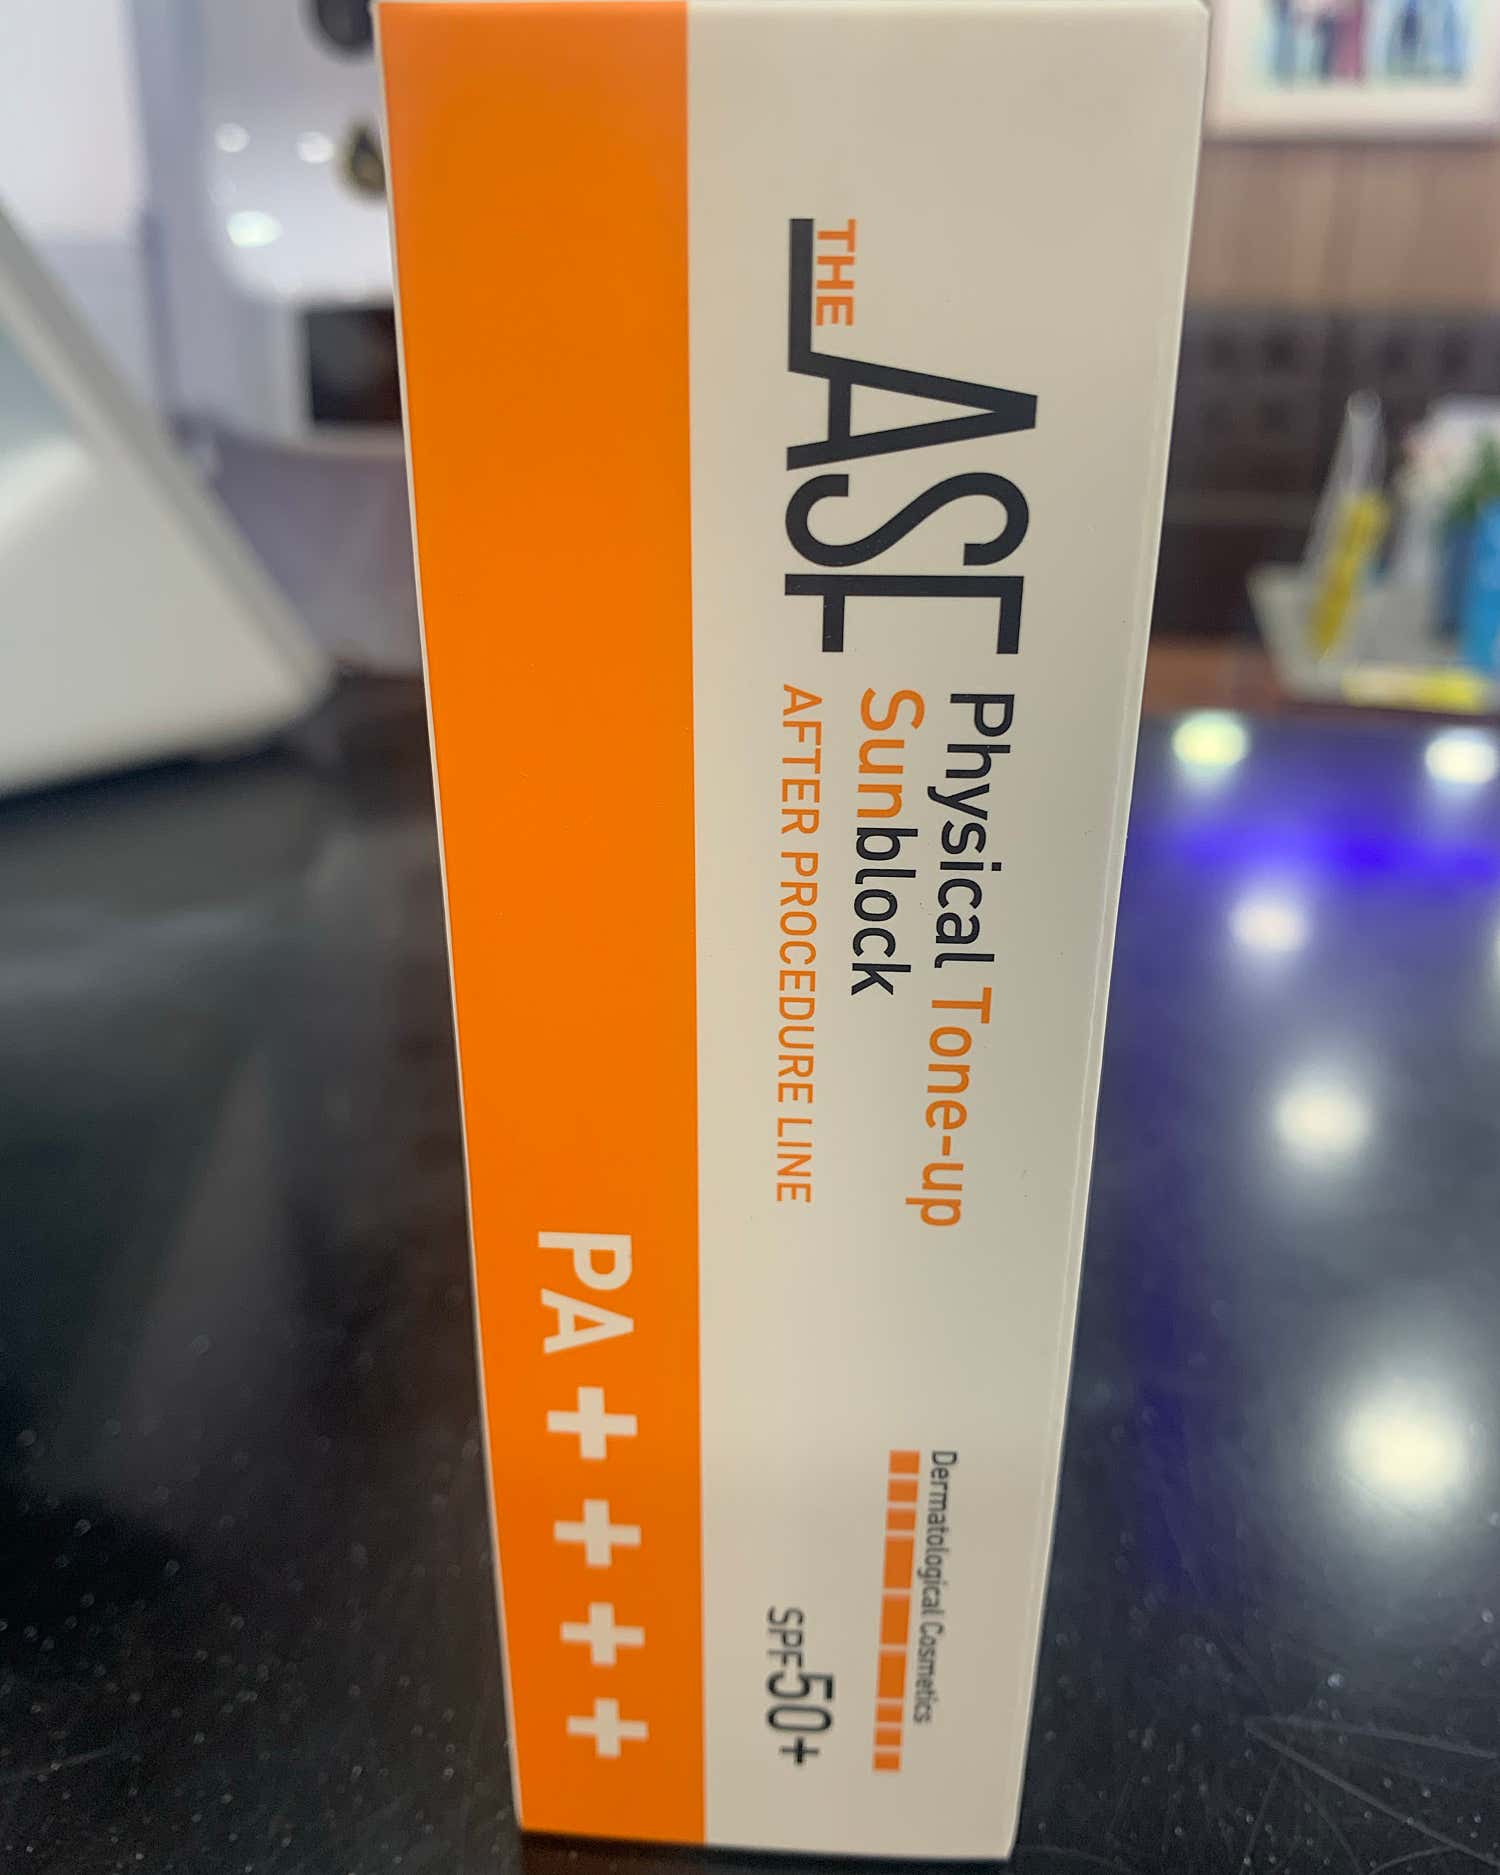 THE
LASE
Physical Tone-up
Sunblock
AFTER PROCEDURE LINE
Dermatological Cosmetics
SPF50+
PA++++